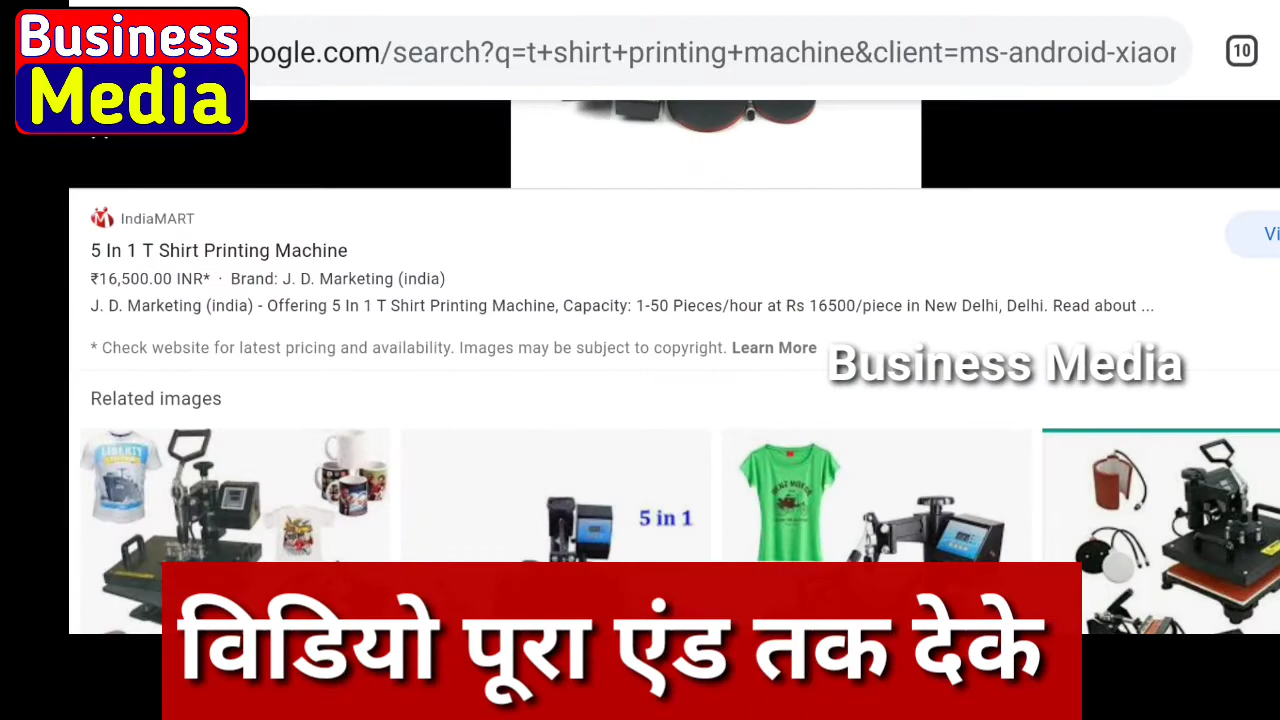 Business
Media
oogle.com/search?q=t+shirt+printing+machine&client=ms-android-xiaor
10
IndiaMART
5 In 1 T Shirt Printing Machine
₹16,500.00 INR* · Brand: J. D. Marketing (india)
J. D. Marketing (india) - Offering 5 In 1 T Shirt Printing Machine, Capacity: 1-50 Pieces/hour at Rs 16500/piece in New Delhi, Delhi. Read about ...
* Check website for latest pricing and availability. Images may be subject to copyright. Learn More
Business Media
Related images
LIBERTY
5 in 1
विडियो पूरा एंड तक देके